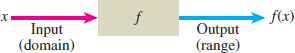 x f f(x)
Input Output
(domain) (range)